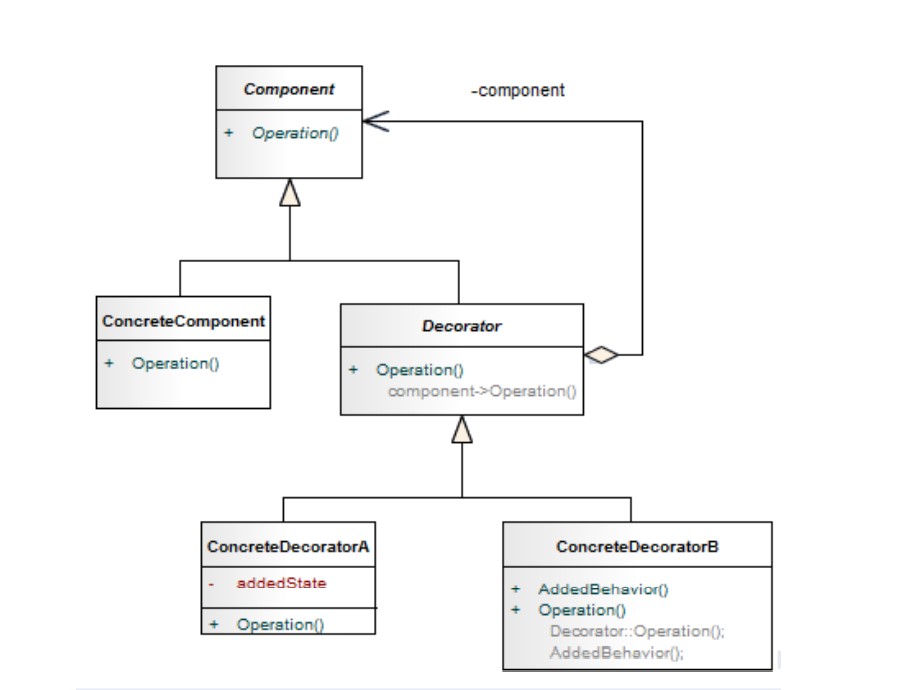 Component
-component
+ Operation()
ConcreteComponent
+ Operation()
Decorator
+ Operation()
component->Operation()
ConcreteDecoratorA
- addedState
+ Operation()
ConcreteDecoratorB
+ AddedBehavior()
+ Operation()
Decorator::Operation();
AddedBehavior();